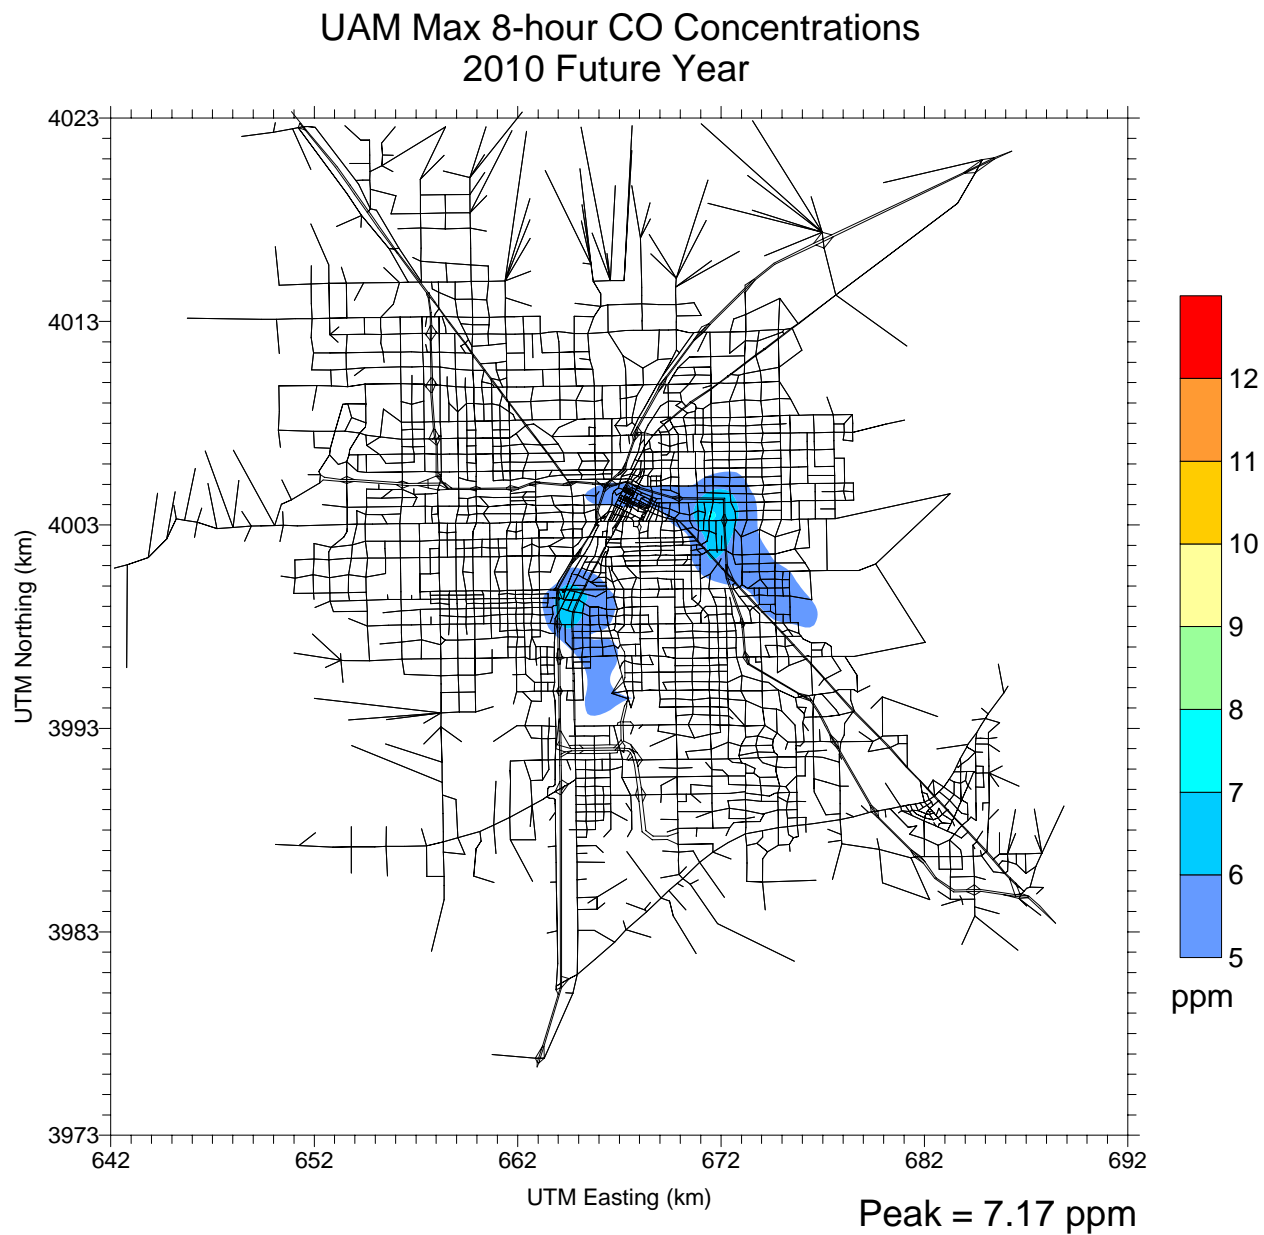 UAM Max 8-hour CO Concentrations
2010 Future Year
4023
4013
4003
3993
3983
3973
UTM Northing (km)
642 652 662 672 682 692
UTM Easting (km)
12
11
10
9
8
7
6
5
ppm
Peak = 7.17 ppm